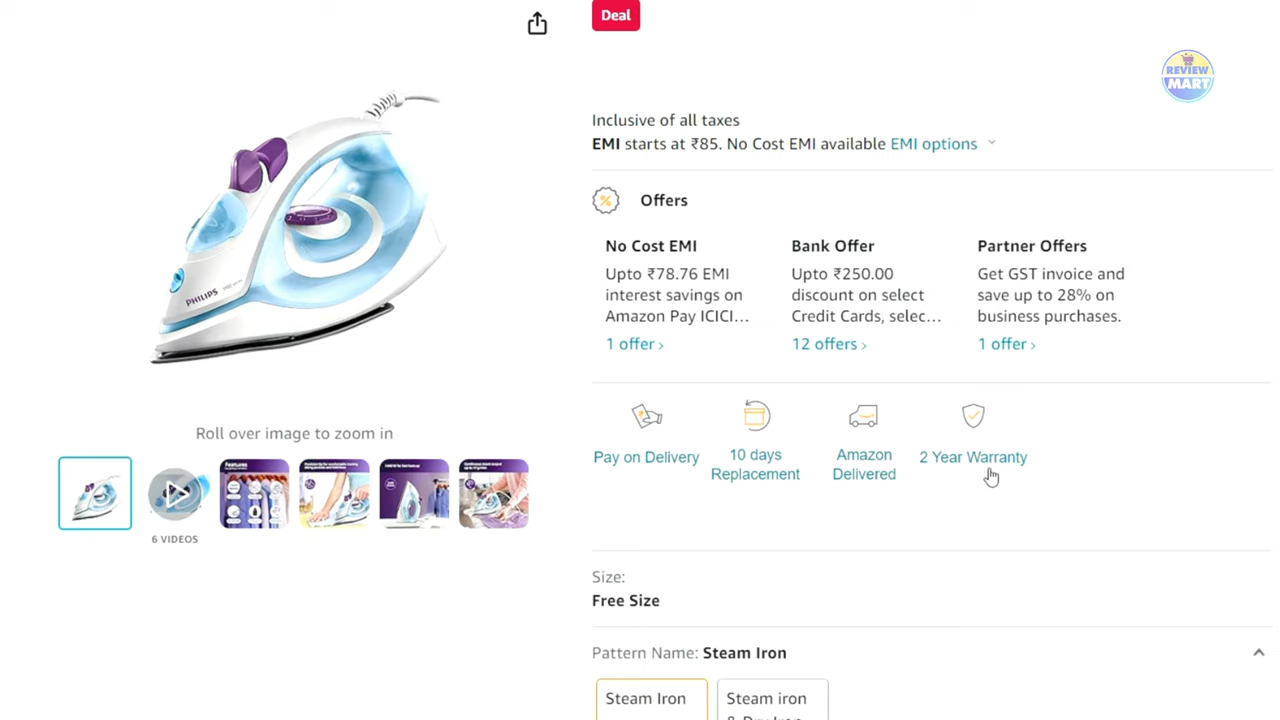 Deal
REVIEW
MART
Inclusive of all taxes
EMI starts at ₹85. No Cost EMI available EMI options
Offers
No Cost EMI
Upto ₹78.76 EMI
interest savings on
Amazon Pay ICICI…
1 offer ›
Bank Offer
Upto ₹250.00
discount on select
Credit Cards, selec…
12 offers ›
Partner Offers
Get GST invoice and
save up to 28% on
business purchases.
1 offer ›
PHILIPS
Roll over image to zoom in
Features
6 VIDEOS
Pay on Delivery
10 days
Replacement
Amazon
Delivered
2 Year Warranty
Size:
Free Size
Pattern Name: Steam Iron
Steam Iron
Steam iron
& Dry Iron